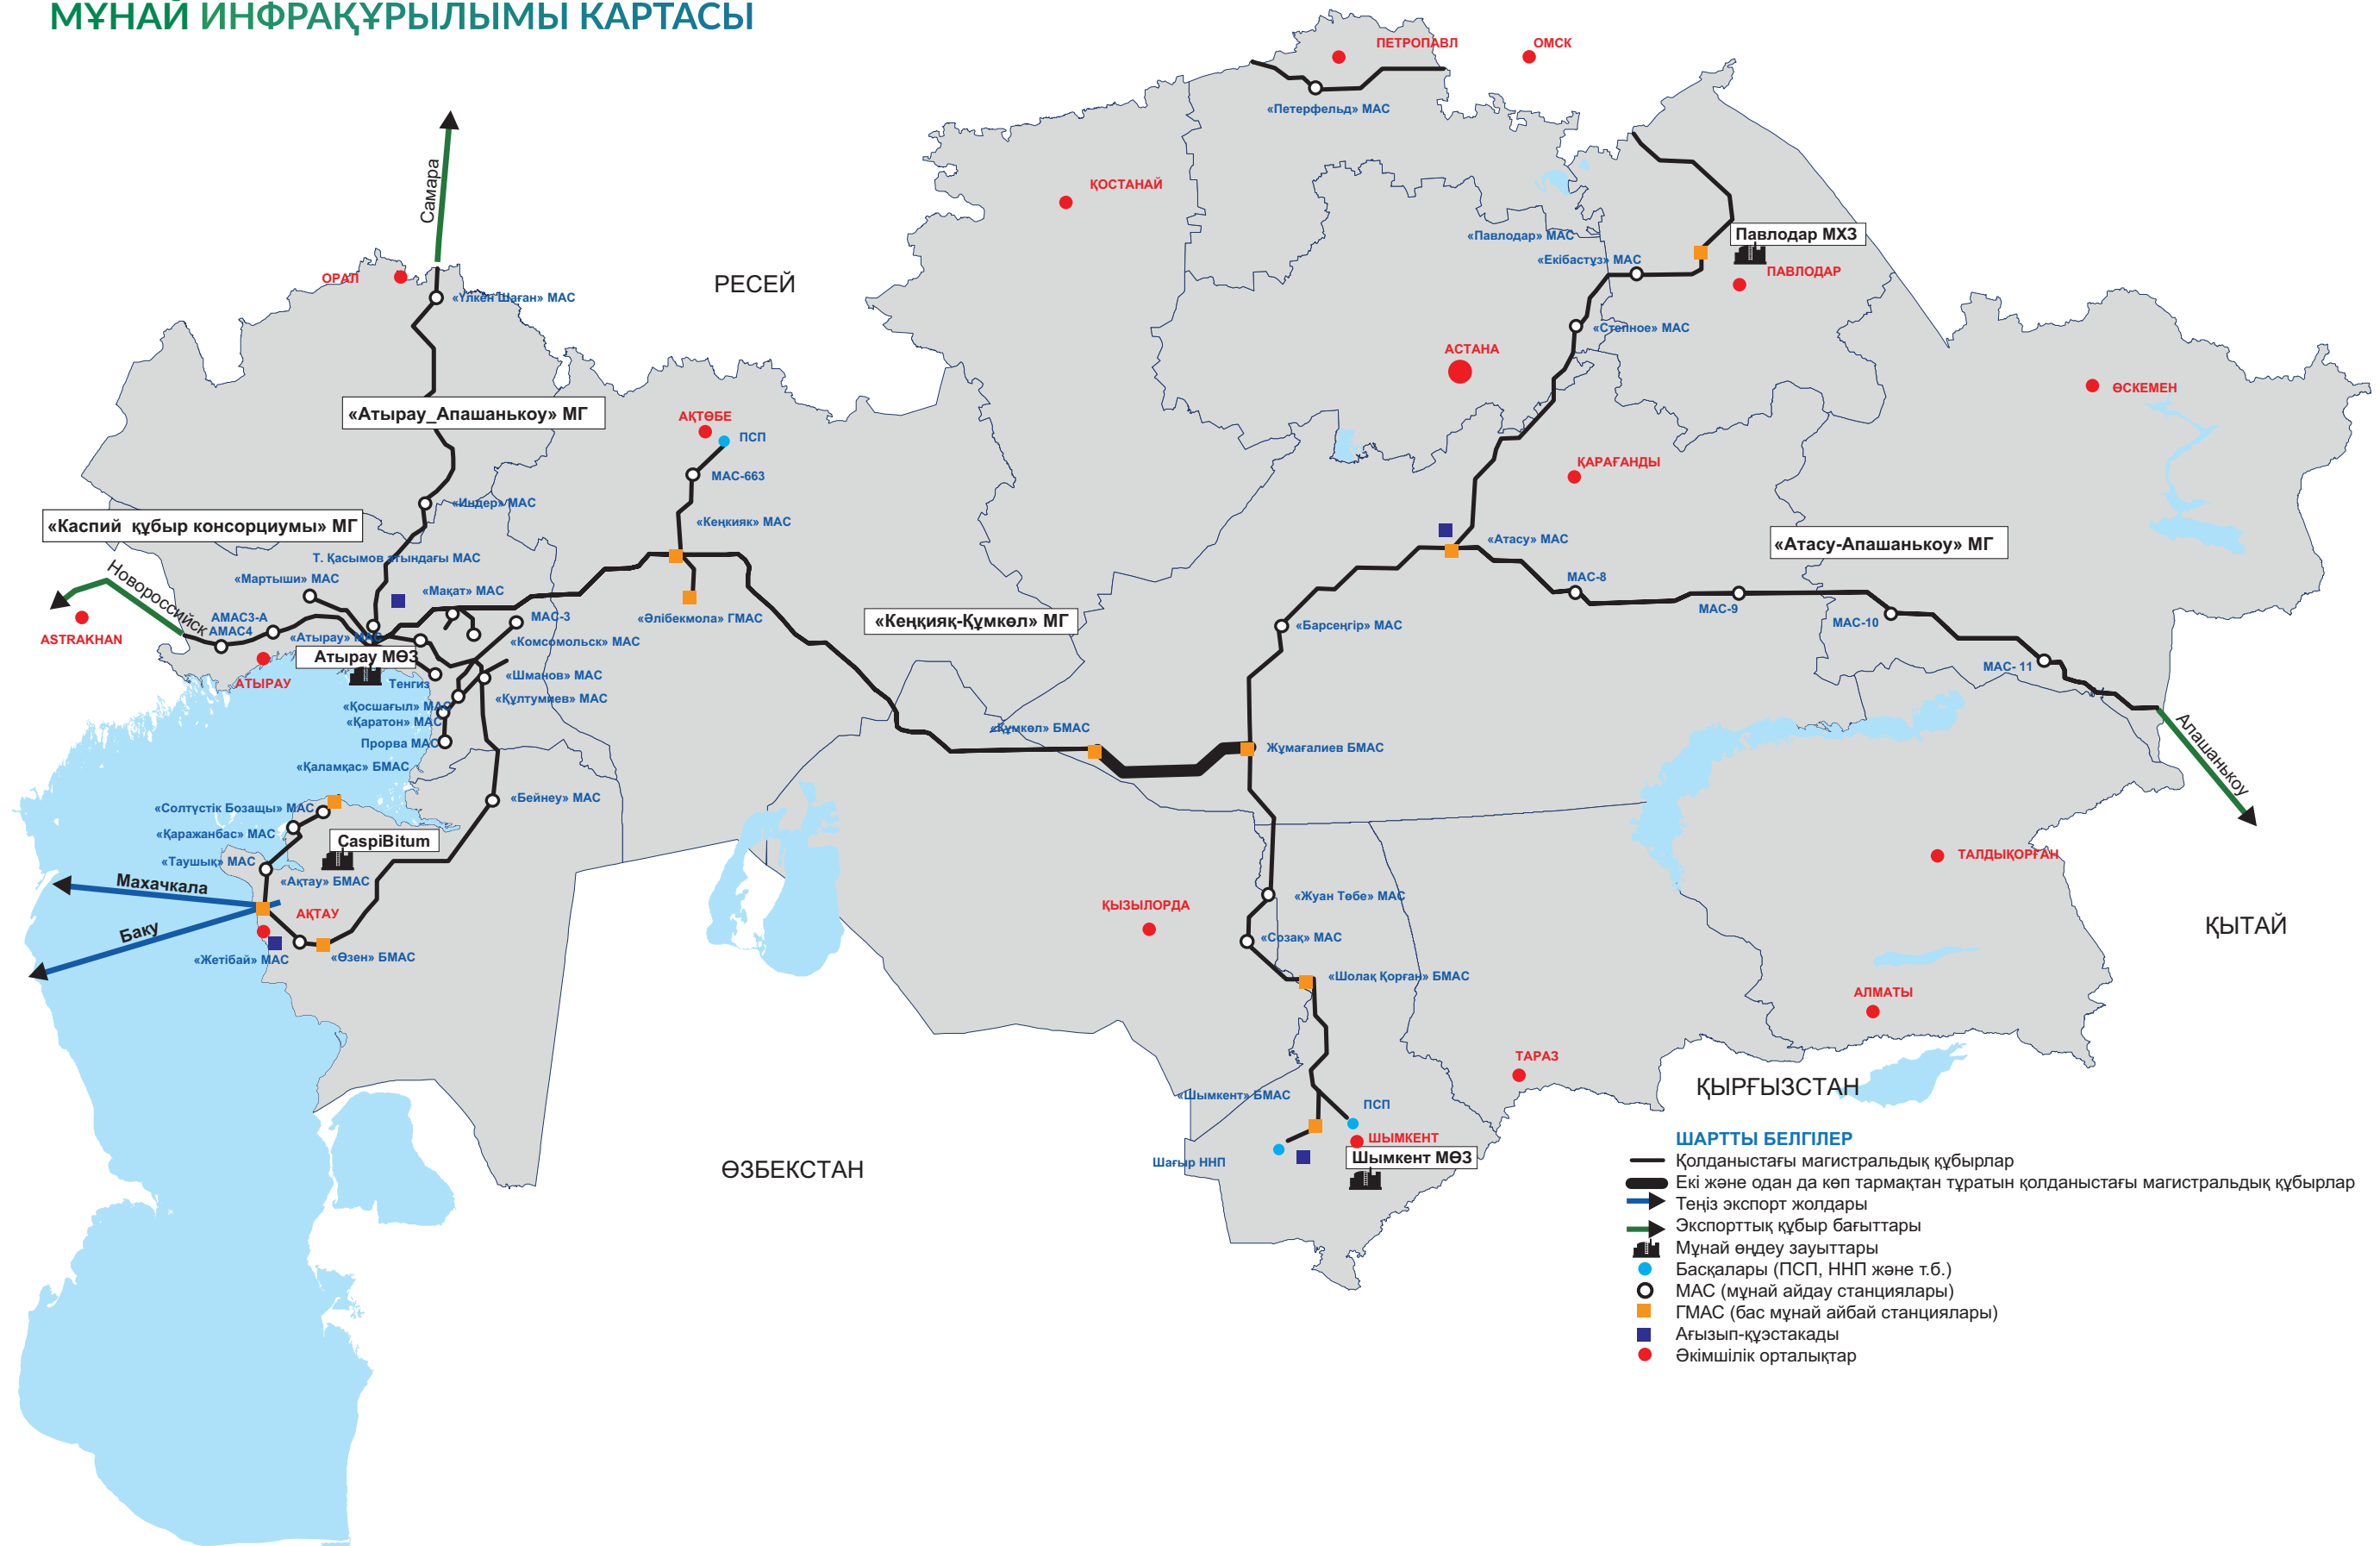 МҰНАЙ ИНФРАҚҰРЫЛЫМЫ КАРТАСЫ
ПЕТРОПАВЛ
ОМСК
«Петерфельд» МАС
Самара
ҚОСТАНАЙ
Павлодар МХЗ
«Павлодар» МАС
«Екібастұз» МАС
ПАВЛОДАР
ОРАЛ
РЕСЕЙ
«Үлкен Шаған» МАС
«Степное» МАС
АСТАНА
ӨСКЕМЕН
«Атырау_Апашанькоу» МГ
АҚТӨБЕ
ПСП
МАС-663
ҚАРАҒАНДЫ
«Индер» МАС
«Каспий құбыр консорциумы» МГ
«Кеңкияк» МАС
«Атасу» МАС
«Атасу-Апашанькоу» МГ
Т. Қасымов атындағы МАС
«Мартыши» МАС
«Мақат» МАС
МАС-8
Новороссийск
АМАС3-А
АМАС4
МАС-9
МАС-10
ASTRAKHAN
«Атырау» МАС
МАС-3
«Әлібекмола» ГМАС
«Кеңқияқ-Құмкөл» МГ
«Барсеңгір» МАС
«Комсомольск» МАС
Атырау МӨЗ
МАС- 11
АТЫРАУ
Тенгиз
«Шманов» МАС
«Құлтумиев» МАС
«Қосшағыл» МАС
«Қаратон» МАС
Прорва МАС
«Құмкөл» БМАС
Жұмағалиев БМАС
Апашанькоу
«Қаламқас» БМАС
«Бейнеу» МАС
«Солтүстік Бозащы» МАС
«Қаражанбас» МАС
CaspiBitum
«Таушық» МАС
ТАЛДЫҚОРҒАН
Махачкала
«Ақтау» БМАС
АҚТАУ
«Жуан Төбе» МАС
ҚЫЗЫЛОРДА
Баку
ҚЫТАЙ
«Созақ» МАС
«Жетібай» МАС
«Өзен» БМАС
«Шолақ Қорған» БМАС
АЛМАТЫ
ТАРАЗ
ҚЫРҒЫЗСТАН
«Шымкент» БМАС
ПСП
ШЫМКЕНТ
Шымкент МӨЗ
Шағыр ННП
ӨЗБЕКСТАН
ШАРТТЫ БЕЛГІЛЕР
Қолданыстағы магистральдық құбырлар
Екі және одан да көп тармақтан тұратын қолданыстағы магистральдық құбырлар
Теңіз экспорт жолдары
Экспорттық құбыр бағыттары
Мұнай өңдеу зауыттары
Басқалары (ПСП, ННП және т.б.)
МАС (мұнай айдау станциялары)
ГМАС (бас мұнай айбай станциялары)
Ағызып-құэстакады
Әкімшілік орталықтар